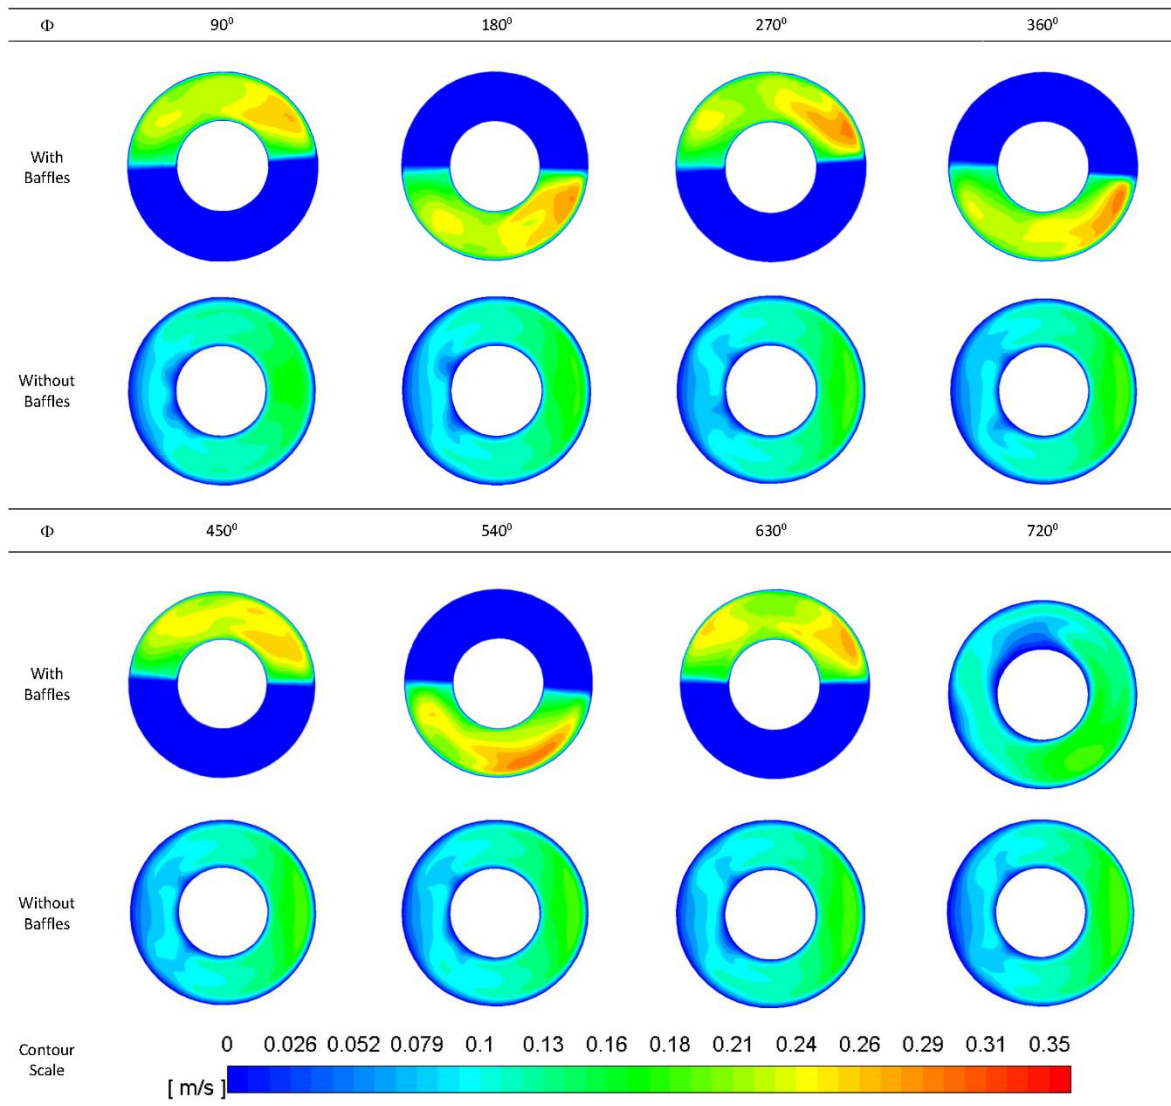 Φ 90⁰ 180⁰ 270⁰ 360⁰
With
Baffles
Without
Baffles
Φ 450⁰ 540⁰ 630⁰ 720⁰
With
Baffles
Without
Baffles
Contour
Scale
0 0.026 0.052 0.079 0.1 0.13 0.16 0.18 0.21 0.24 0.26 0.29 0.31 0.35
[ m/s ]